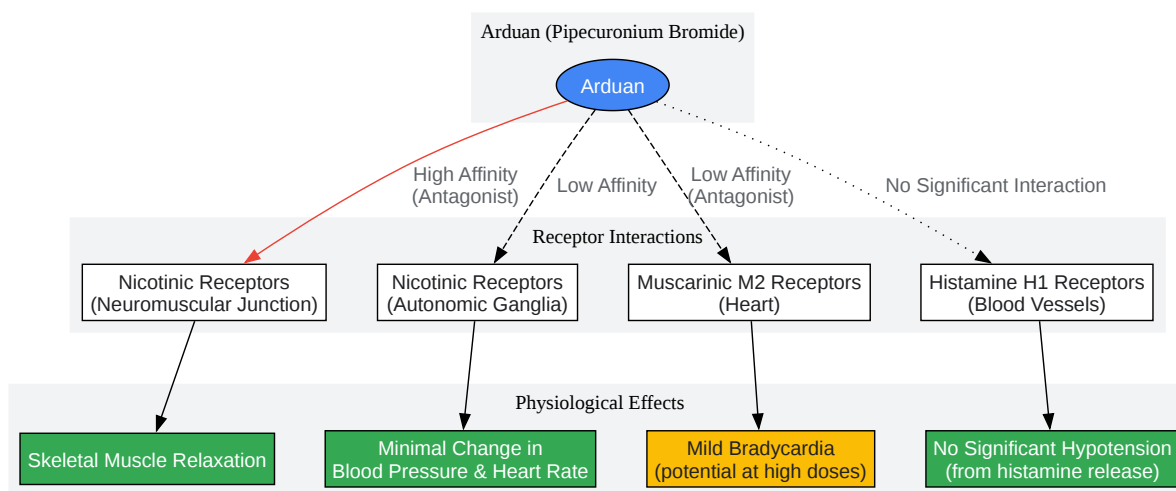 Arduan (Pipecuronium Bromide)
Arduan
High Affinity
(Antagonist)
Low Affinity
Low Affinity
(Antagonist)
No Significant Interaction
Receptor Interactions
Nicotinic Receptors
(Neuromuscular Junction)
Nicotinic Receptors
(Autonomic Ganglia)
Muscarinic M2 Receptors
(Heart)
Histamine H1 Receptors
(Blood Vessels)
Physiological Effects
Skeletal Muscle Relaxation
Minimal Change in
Blood Pressure & Heart Rate
Mild Bradycardia
(potential at high doses)
No Significant Hypotension
(from histamine release)